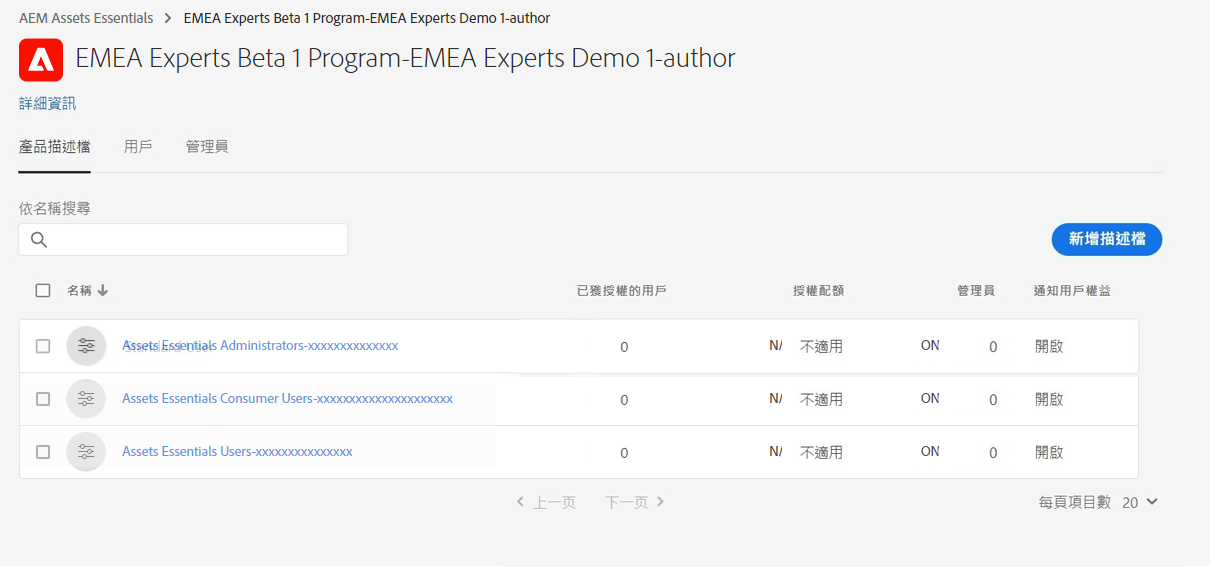 AEM Assets Essentials > EMEA Experts Beta 1 Program-EMEA Experts Demo 1-author
EMEA Experts Beta 1 Program-EMEA Experts Demo 1-author
詳細資訊
產品描述檔 用戶 管理員
依名稱搜尋
新增描述檔
名稱 已獲授權的用戶 授權配額 管理員 通知用戶權益
Assets Essentials Administrators-xxxxxxxxxxxxxx 0 N/ 不適用 ON 0 開啟
Assets Essentials Consumer Users-xxxxxxxxxxxxxxxxxxxxx 0 N/ 不適用 ON 0 開啟
Assets Essentials Users-xxxxxxxxxxxxxxx 0 N/ 不適用 ON 0 開啟
上一页 下一页 每頁項目數 20